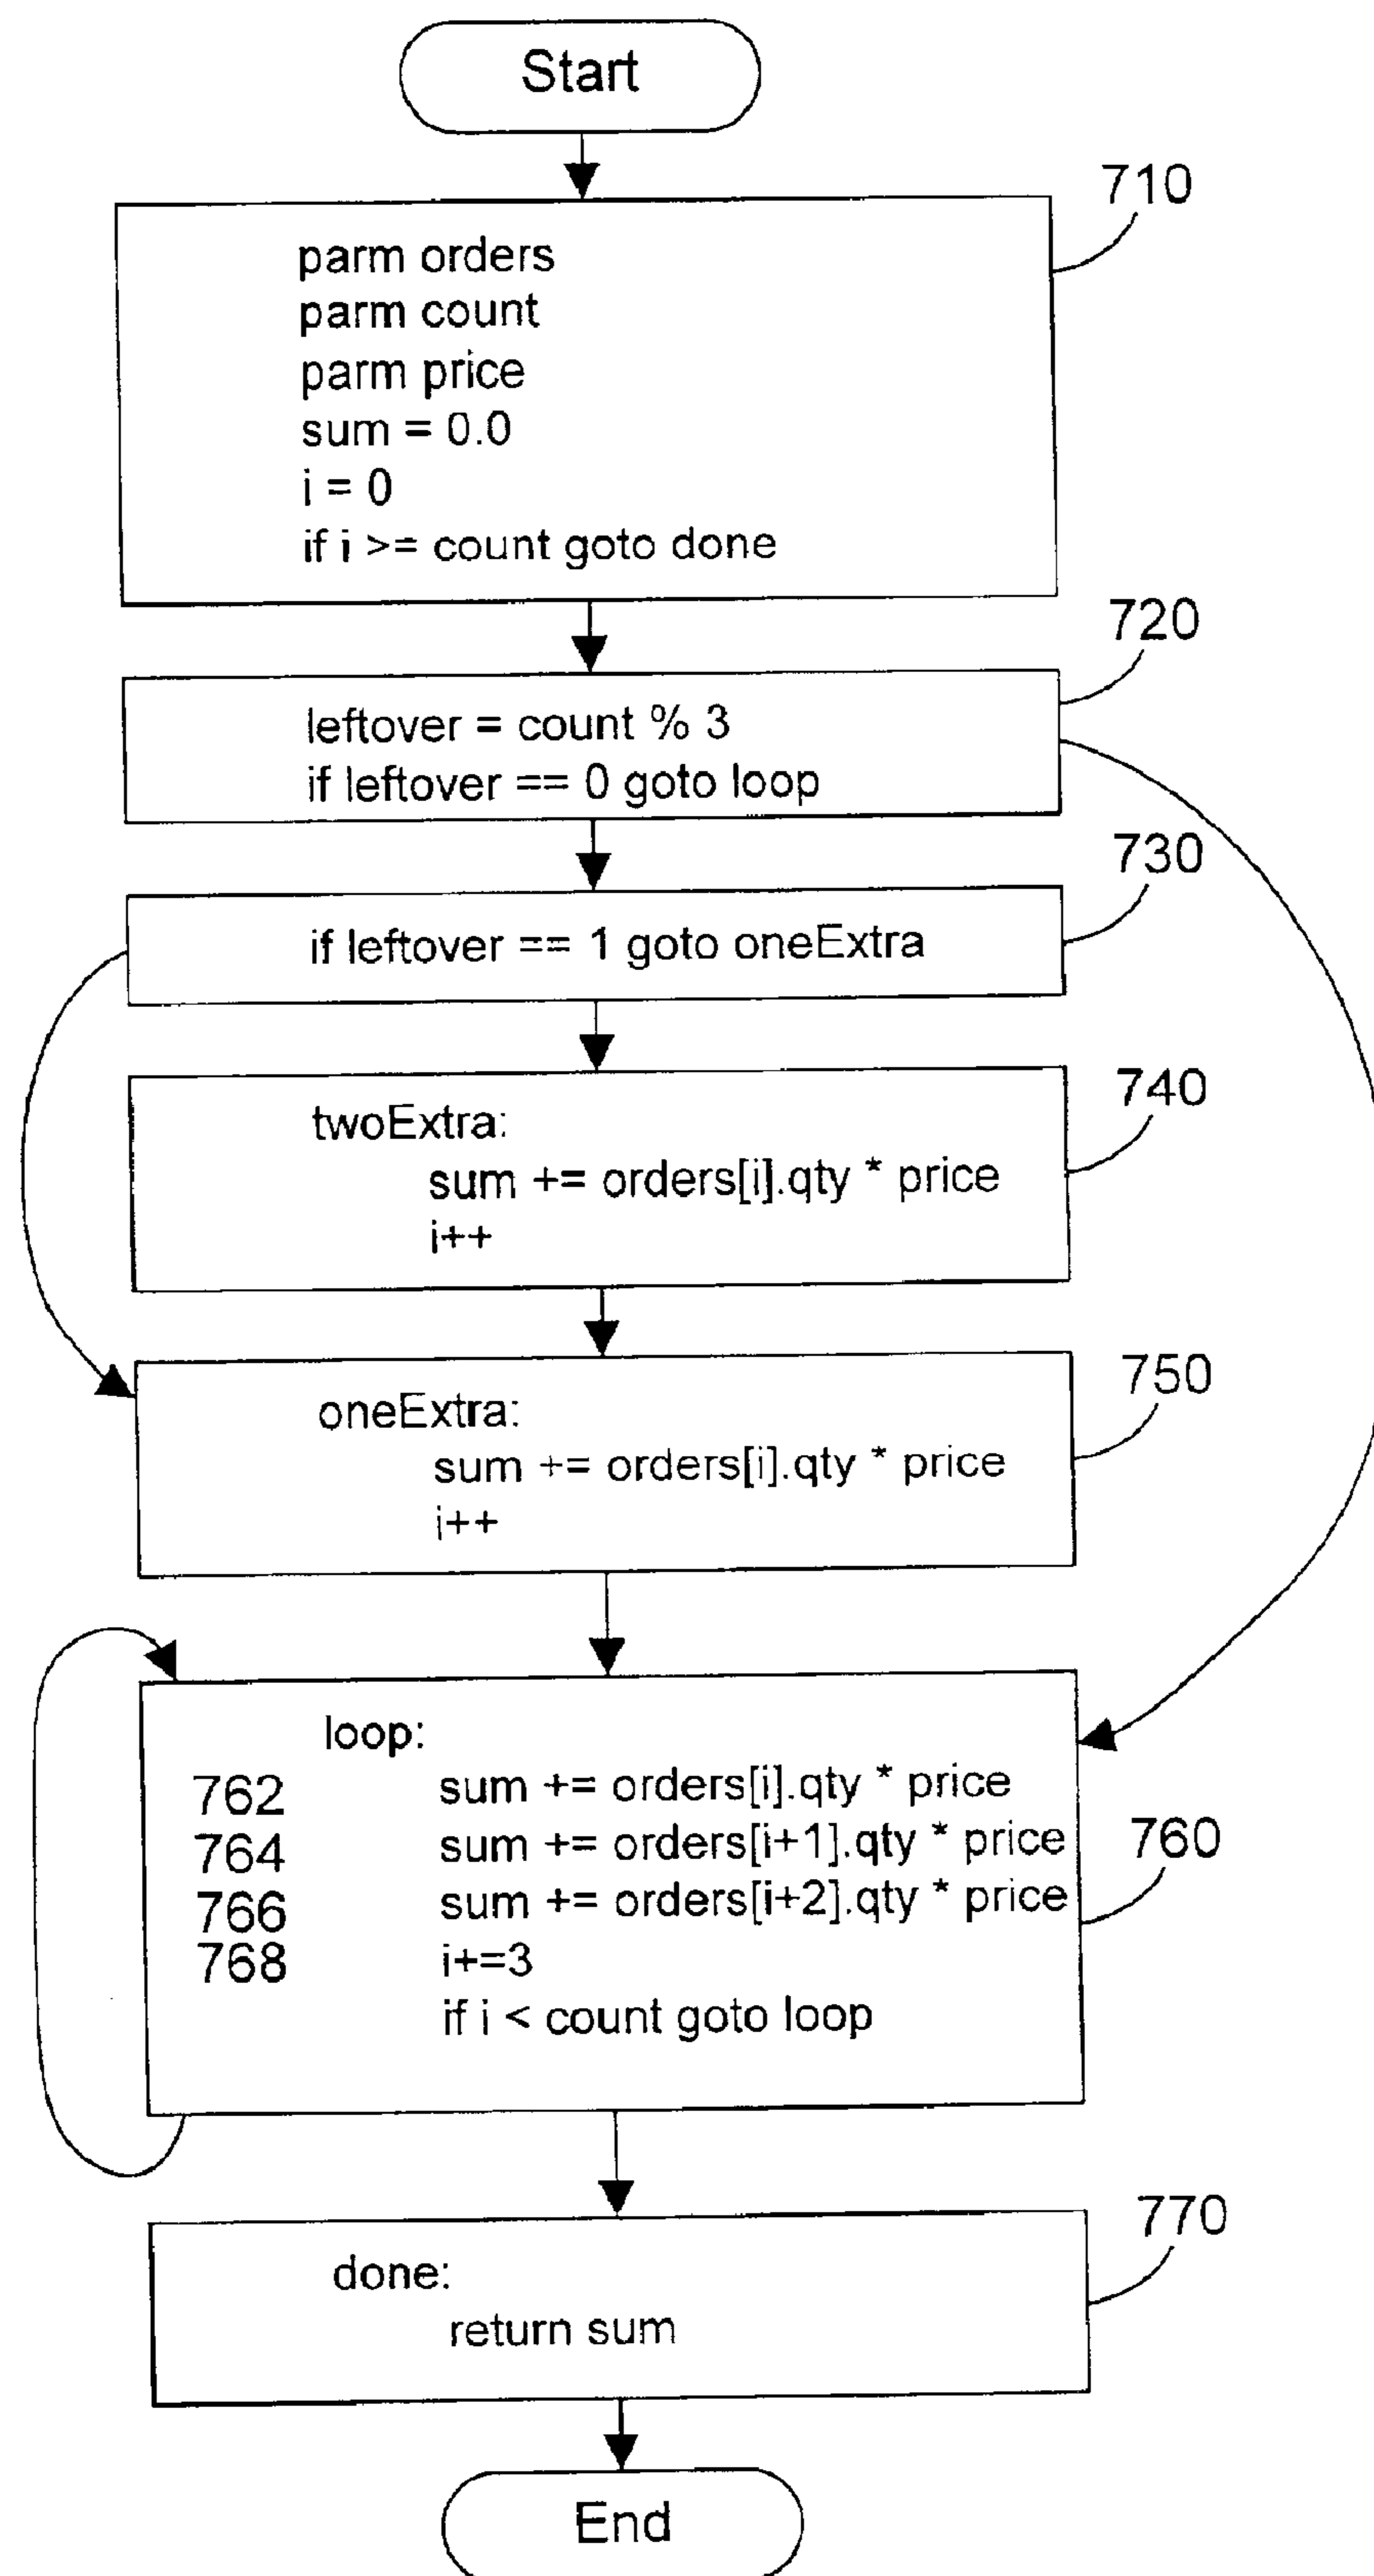 Start
710
parm orders
parm count
parm price
sum = 0.0
i = 0
if i >= count goto done
720
leftover = count % 3
if leftover == 0 goto loop
730
if leftover == 1 goto oneExtra
740
twoExtra:
sum += orders[i].qty * price
i++
750
oneExtra:
sum += orders[i].qty * price
i++
loop:
762 sum += orders[i].qty * price
764 sum += orders[i+1].qty * price 760
766 sum += orders[i+2].qty * price
768 i+=3
if i < count goto loop
770
done:
return sum
End